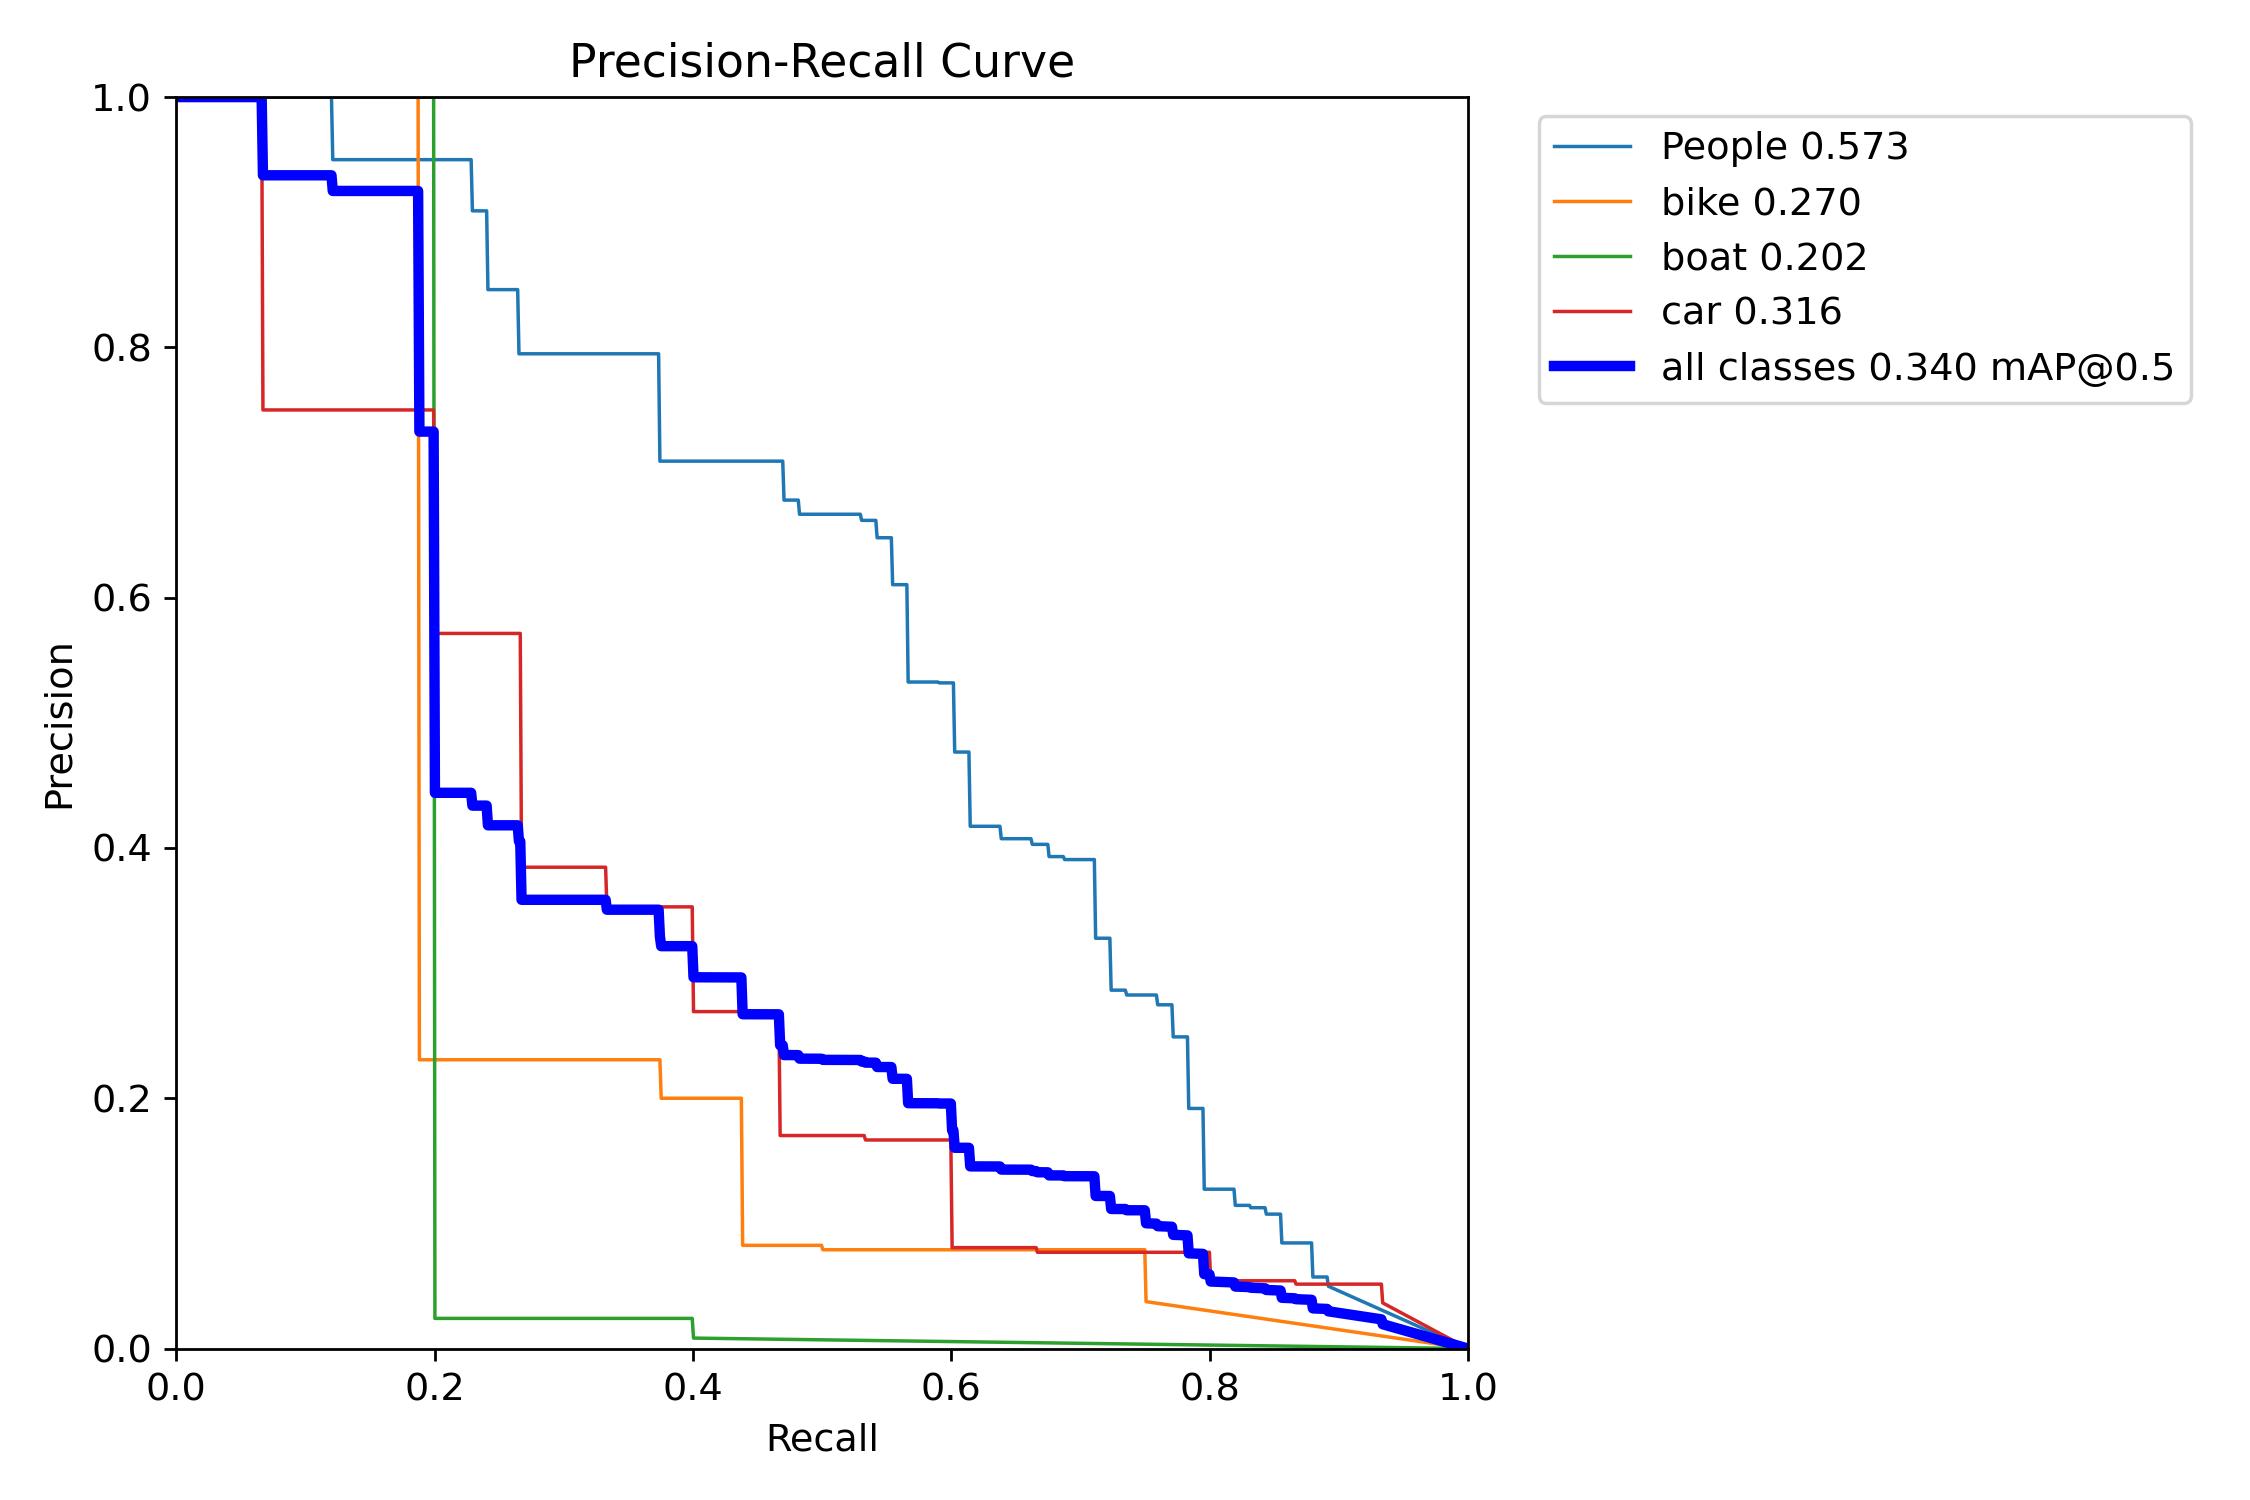 Precision-Recall Curve
1.0
0.8
0.6
0.4
0.2
0.0
Precision
0.0 0.2 0.4 0.6 0.8 1.0
Recall
People 0.573
bike 0.270
boat 0.202
car 0.316
all classes 0.340 mAP@0.5